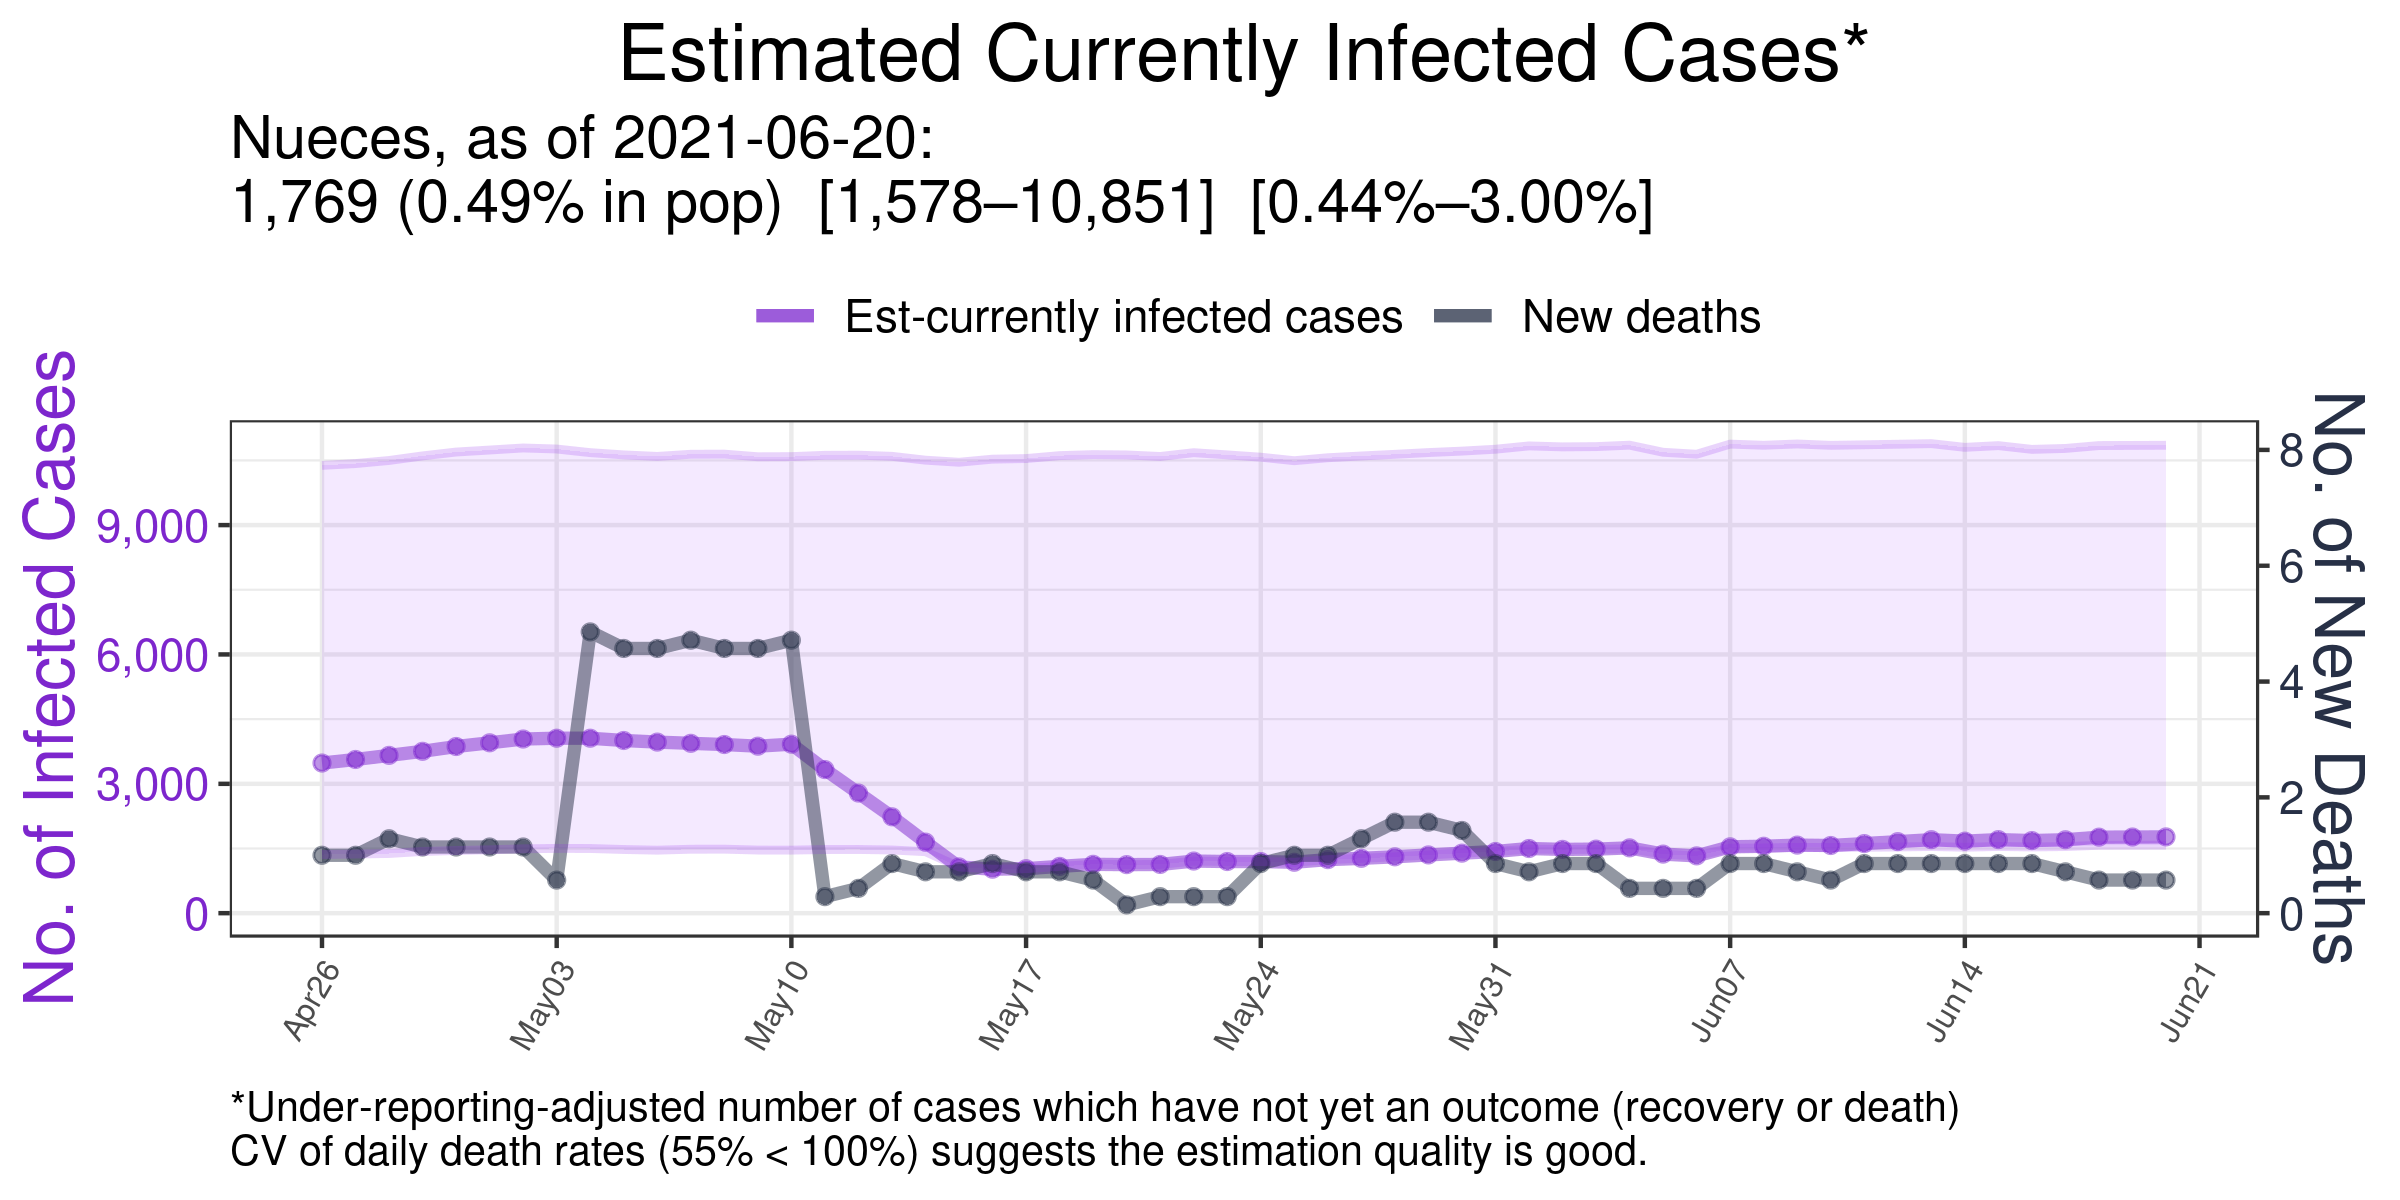 Estimated Currently Infected Cases*
Nueces, as of 2021-06-20:
1,769 (0.49% in pop)  [1,578–10,851]  [0.44%–3.00%]
Est-currently infected cases
New deaths
No. of Infected Cases
9,000
6,000
3,000
0
8
6
4
2
0
No. of New Deaths
Apr26
May03
May10
May17
May24
May31
Jun07
Jun14
Jun21
*Under-reporting-adjusted number of cases which have not yet an outcome (recovery or death)
CV of daily death rates (55% < 100%) suggests the estimation quality is good.